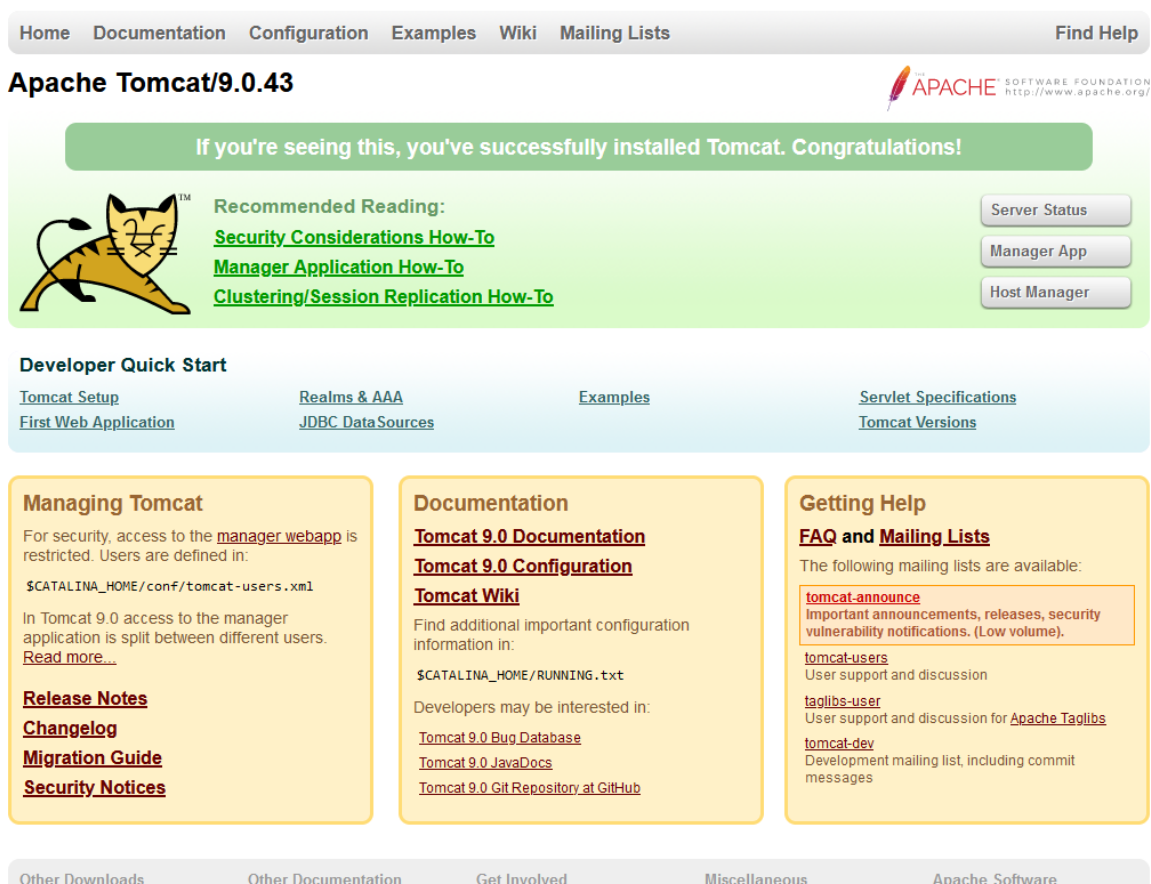 Home Documentation Configuration Examples Wiki Mailing Lists Find Help
Apache Tomcat/9.0.43
THE
APACHE® SOFTWARE FOUNDATION
http://www.apache.org/
If you're seeing this, you've successfully installed Tomcat. Congratulations!
TM
Recommended Reading:
Security Considerations How-To
Manager Application How-To
Clustering/Session Replication How-To
Server Status
Manager App
Host Manager
Developer Quick Start
Tomcat Setup
First Web Application
Realms & AAA
JDBC DataSources
Examples
Servlet Specifications
Tomcat Versions
Managing Tomcat
For security, access to the manager webapp is
restricted. Users are defined in:
$CATALINA_HOME/conf/tomcat-users.xml
In Tomcat 9.0 access to the manager
application is split between different users.
Read more...
Release Notes
Changelog
Migration Guide
Security Notices
Documentation
Tomcat 9.0 Documentation
Tomcat 9.0 Configuration
Tomcat Wiki
Find additional important configuration
information in:
$CATALINA_HOME/RUNNING.txt
Developers may be interested in:
Tomcat 9.0 Bug Database
Tomcat 9.0 JavaDocs
Tomcat 9.0 Git Repository at GitHub
Getting Help
FAQ and Mailing Lists
The following mailing lists are available:
tomcat-announce
Important announcements, releases, security
vulnerability notifications. (Low volume).
tomcat-users
User support and discussion
taglibs-user
User support and discussion for Apache Taglibs
tomcat-dev
Development mailing list, including commit
messages
Other Downloads Other Documentation Get Involved Miscellaneous Apache Software